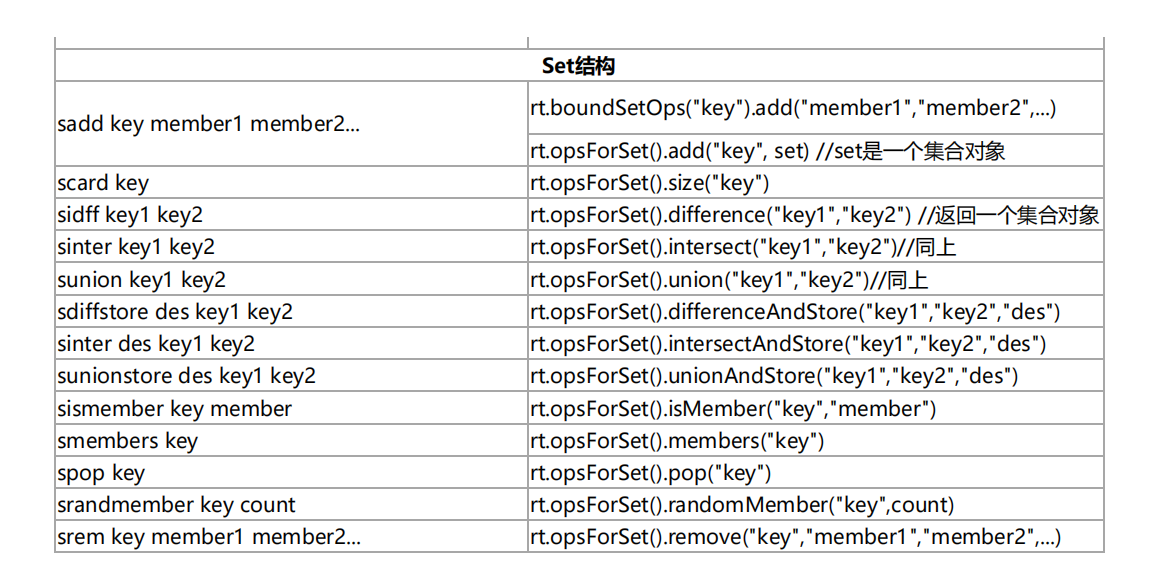 Set结构
sadd key member1 member2...
rt.boundSetOps("key").add("member1","member2",...)
rt.opsForSet().add("key", set) //set是一个集合对象
scard key
rt.opsForSet().size("key")
sidff key1 key2
rt.opsForSet().difference("key1","key2") //返回一个集合对象
sinter key1 key2
rt.opsForSet().intersect("key1","key2")//同上
sunion key1 key2
rt.opsForSet().union("key1","key2")//同上
sdiffstore des key1 key2
rt.opsForSet().differenceAndStore("key1","key2","des")
sinter des key1 key2
rt.opsForSet().intersectAndStore("key1","key2","des")
sunionstore des key1 key2
rt.opsForSet().unionAndStore("key1","key2","des")
sismember key member
rt.opsForSet().isMember("key","member")
smembers key
rt.opsForSet().members("key")
spop key
rt.opsForSet().pop("key")
srandmember key count
rt.opsForSet().randomMember("key",count)
srem key member1 member2...
rt.opsForSet().remove("key","member1","member2",...)